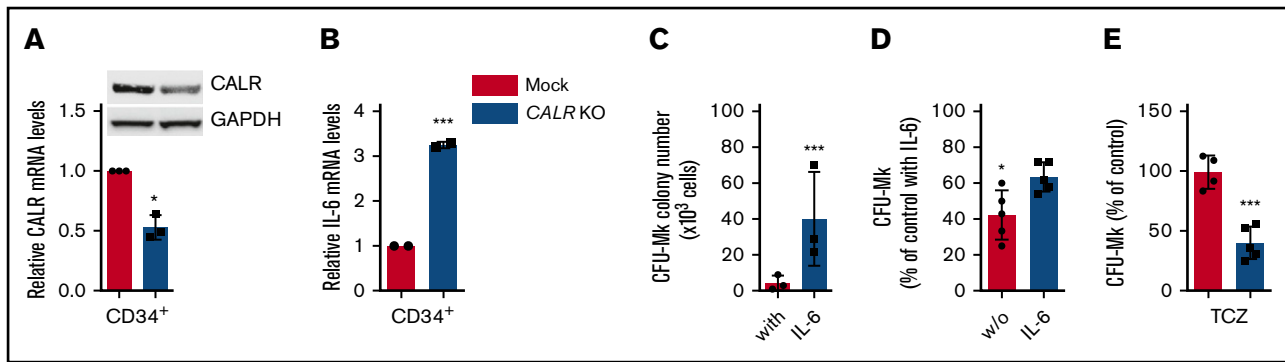 A
CALR
GAPDH
Relative CALR mRNA levels
1.5
1.0
0.5
0.0
*
CD34+
B
Relative IL-6 mRNA levels
4
3
2
1
0
***
CD34+
Mock
CALR KO
C
CFU-Mk colony number
(x10³ cells)
100
80
60
40
20
0
***
with
IL-6
D
CFU-Mk
(% of control with IL-6)
100
80
60
40
20
0
*
w/o
IL-6
E
CFU-Mk (% of control)
150
100
50
0
***
TCZ